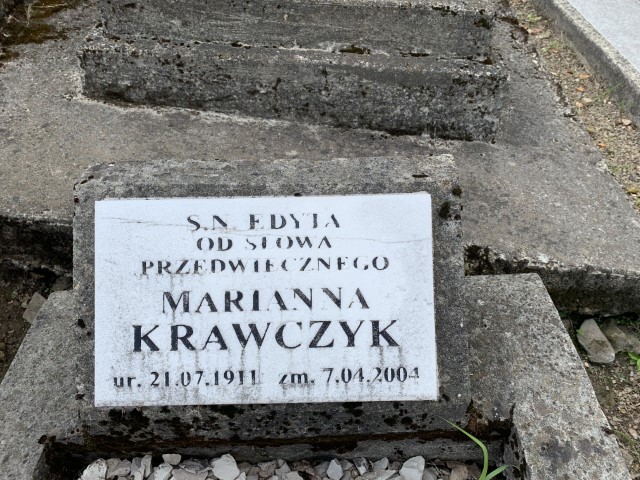 S.N. EDYTA
OD SŁOWA
PRZEDWIECZNEGO
MARIANNA
KRAWCZYK
ur. 21.07.1911 zm. 7.04.2004